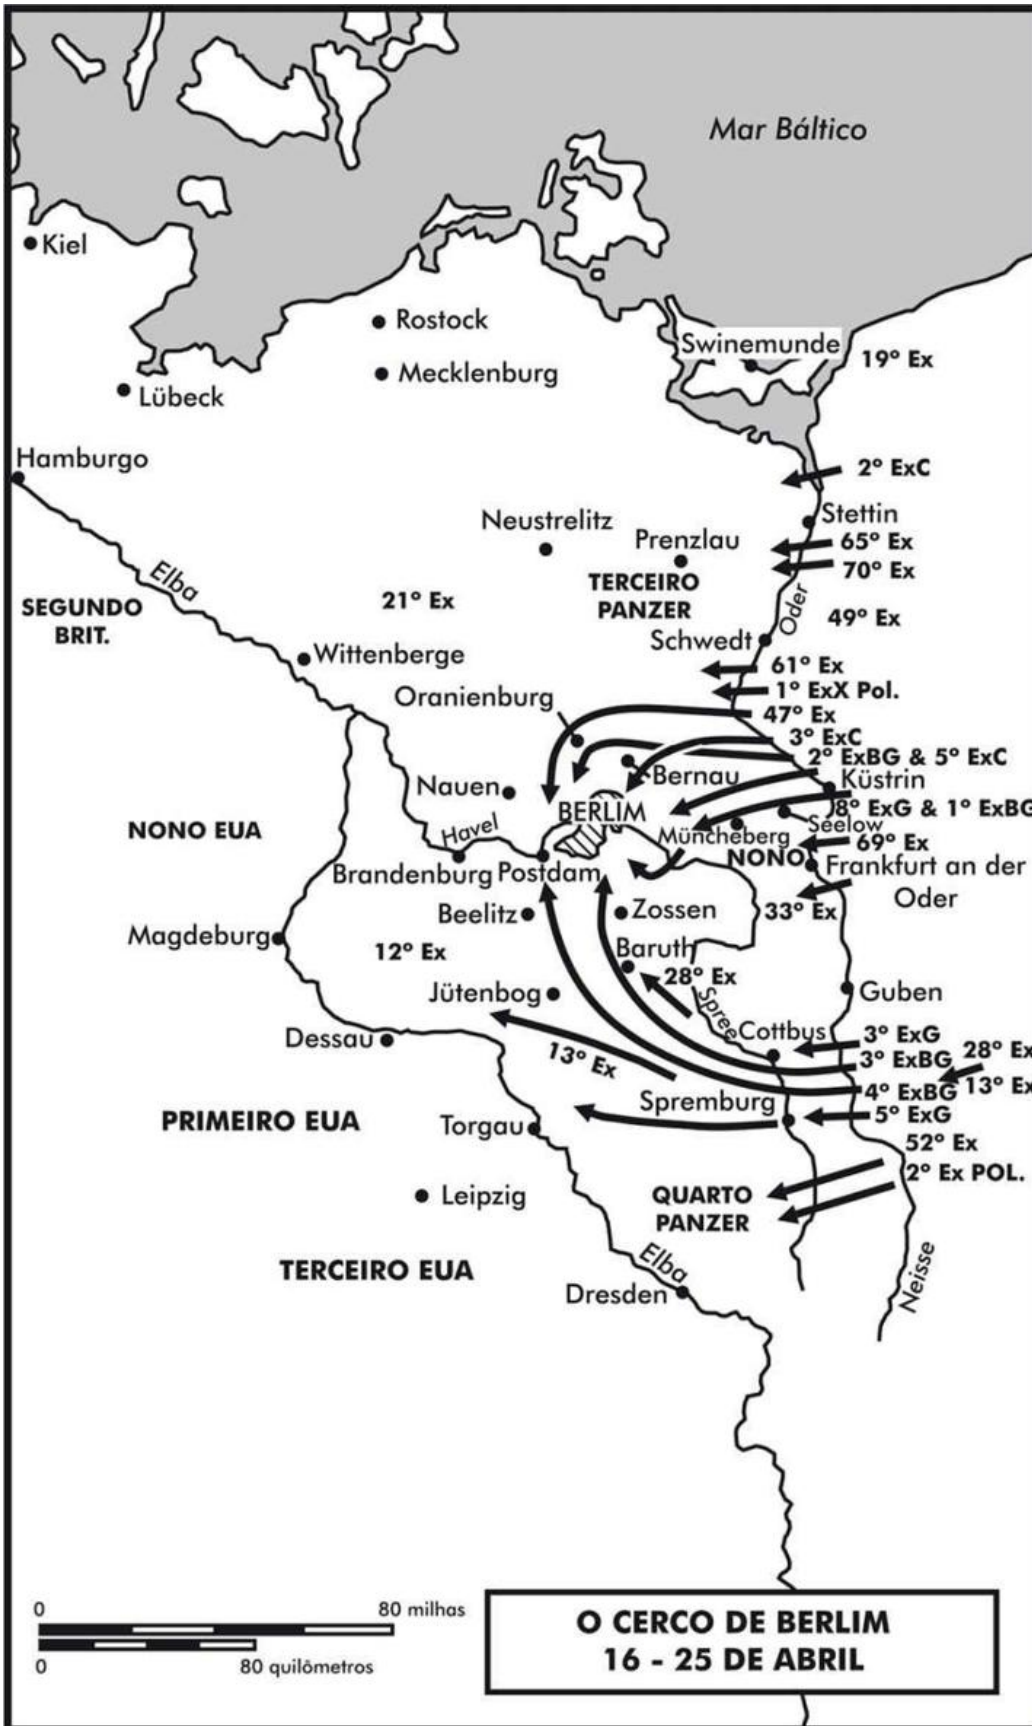 Mar Báltico
Kiel
Rostock
Swinemunde
19º Ex
Mecklenburg
Lübeck
Hamburgo
2º ExC
Stettin
Neustrelitz
Prenzlau
65º Ex
70º Ex
Elba
TERCEIRO
PANZER
Oder
SEGUNDO
BRIT.
21º Ex
49º Ex
Schwedt
Wittenberge
61º Ex
1º ExX Pol.
Oranienburg
47º Ex
3º ExC
2º ExBG & 5º ExC
Bernau
Küstrin
Nauen
BERLIM
8º ExG & 1º ExBG
Seelow
NONO EUA
Havel
Müncheberg
69º Ex
NONO
Frankfurt an der
Oder
Brandenburg
Postdam
Beelitz
Zossen
33º Ex
Magdeburg
12º Ex
Baruth
28º Ex
Jütenbog
Spree
Guben
Dessau
Cottbus
3º ExG
13º Ex
3º ExBG
28º Ex
4º ExBG
13º Ex
PRIMEIRO EUA
Torgau
Spremburg
5º ExG
52º Ex
2º Ex POL.
Leipzig
QUARTO
PANZER
TERCEIRO EUA
Elba
Neisse
Dresden
0
80 milhas
0
80 quilômetros
O CERCO DE BERLIM
16 - 25 DE ABRIL